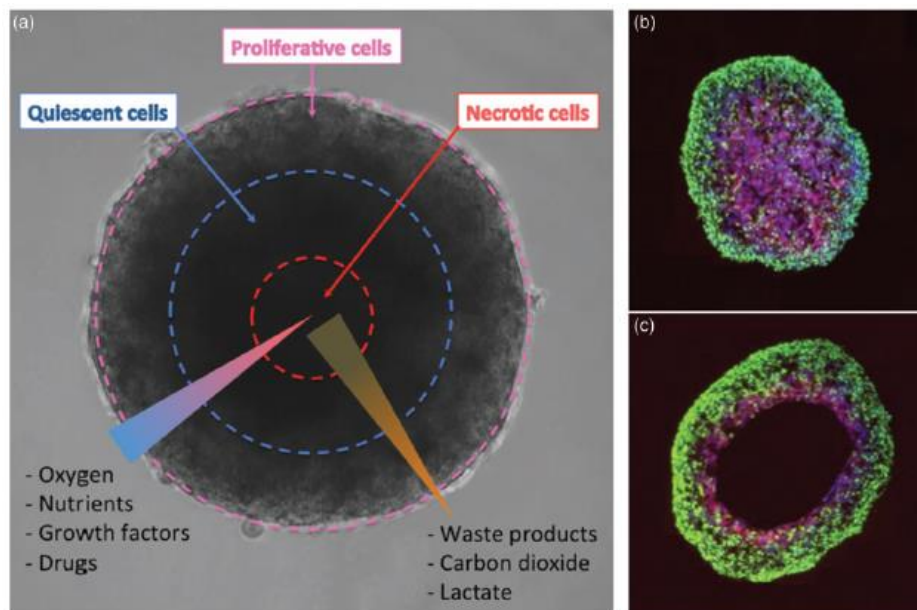 (a)
Proliferative cells
Quiescent cells
Necrotic cells
- Oxygen
- Nutrients
- Growth factors
- Drugs
- Waste products
- Carbon dioxide
- Lactate
(b)
(c)